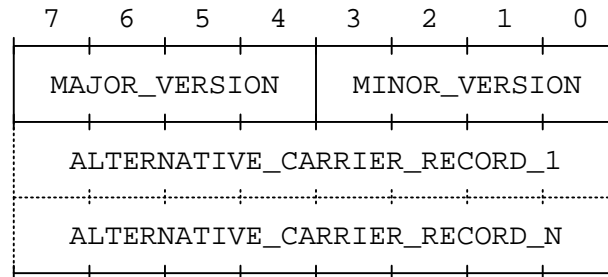 7 6 5 4 3 2 1 0
MAJOR_VERSION MINOR_VERSION
ALTERNATIVE_CARRIER_RECORD_1
ALTERNATIVE_CARRIER_RECORD_N